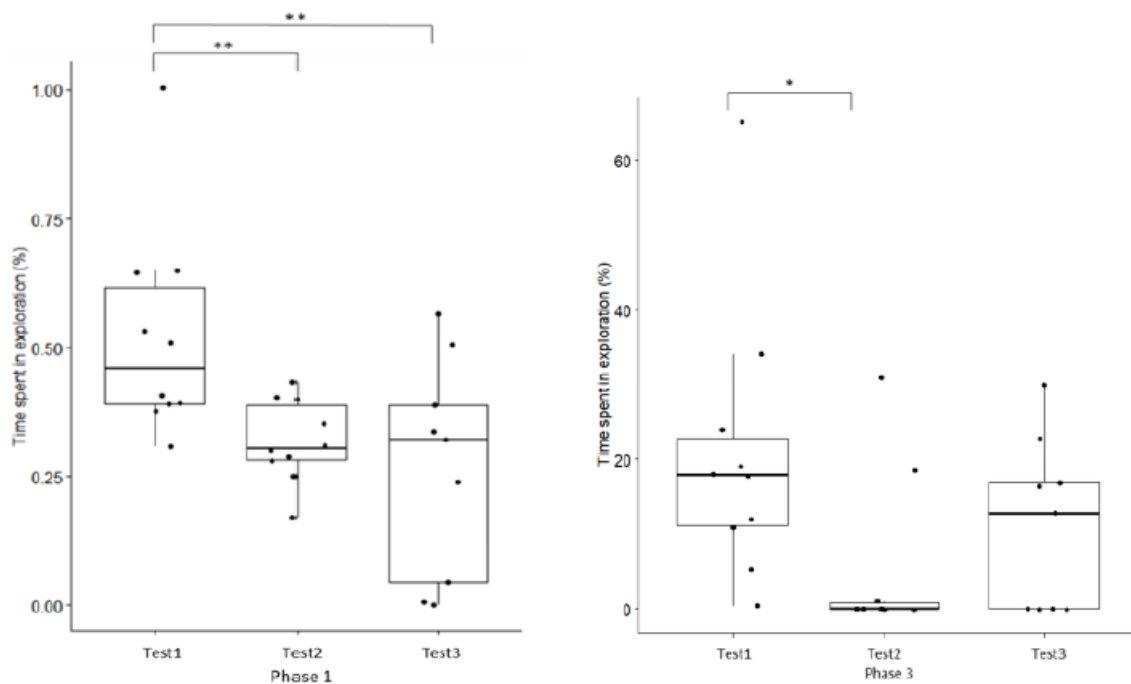 **
**
Time spent in exploration (%)
1.00
0.75
0.50
0.25
0.00
Test1
Test2
Test3
Phase 1
*
Time spent in exploration (%)
60
40
20
0
Test1
Test2
Test3
Phase 3